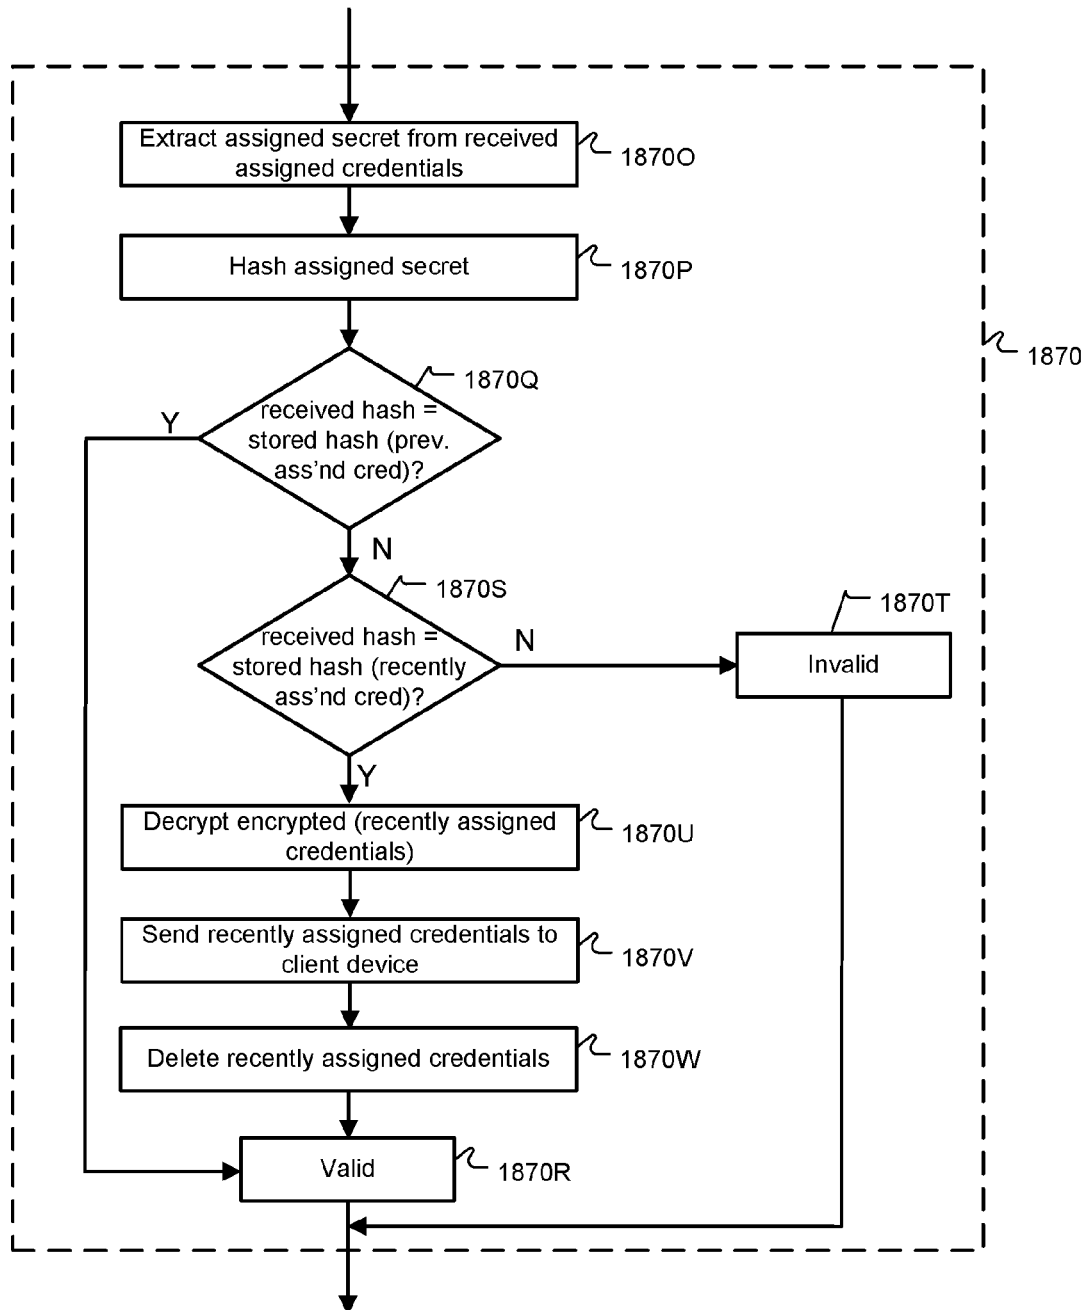 Extract assigned secret from received
assigned credentials
1870O
Hash assigned secret
1870P
1870
1870Q
Y
received hash =
stored hash (prev.
ass'nd cred)?
N
1870S
received hash =
stored hash (recently
ass'nd cred)?
N
1870T
Invalid
Y
Decrypt encrypted (recently assigned
credentials)
1870U
Send recently assigned credentials to
client device
1870V
Delete recently assigned credentials
1870W
Valid
1870R